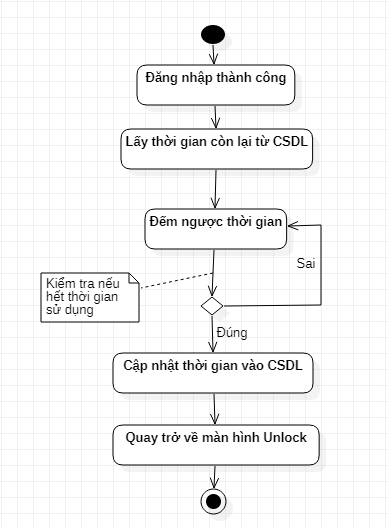 Đăng nhập thành công
Lấy thời gian còn lại từ CSDL
Đếm ngược thời gian
Sai
Kiểm tra nếu
hết thời gian
sử dụng
Đúng
Cập nhật thời gian vào CSDL
Quay trở về màn hình Unlock